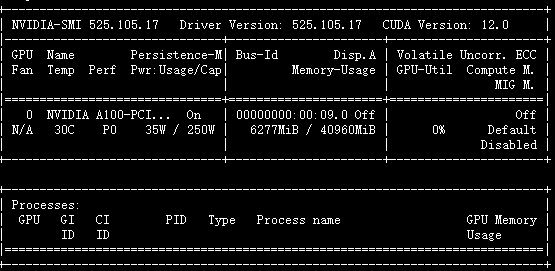 NVIDIA-SMI 525.105.17 Driver Version: 525.105.17 CUDA Version: 12.0
GPU Name Persistence-M| Bus-Id Disp.A | Volatile Uncorr. ECC
Fan Temp Perf Pwr:Usage/Cap| Memory-Usage | GPU-Util Compute M.
MIG M.
0 NVIDIA A100-PCI... On | 00000000:00:09.0 Off | Off
N/A 30C P0 35W / 250W | 6277MiB / 40960MiB | 0% Default
Disabled
Processes:
GPU GI CI PID Type Process name GPU Memory
ID ID Usage